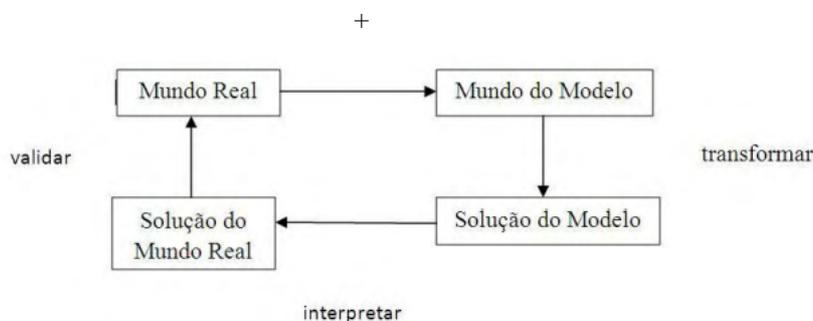 +
Mundo Real
Mundo do Modelo
validar
transformar
Solução do
Mundo Real
Solução do Modelo
interpretar